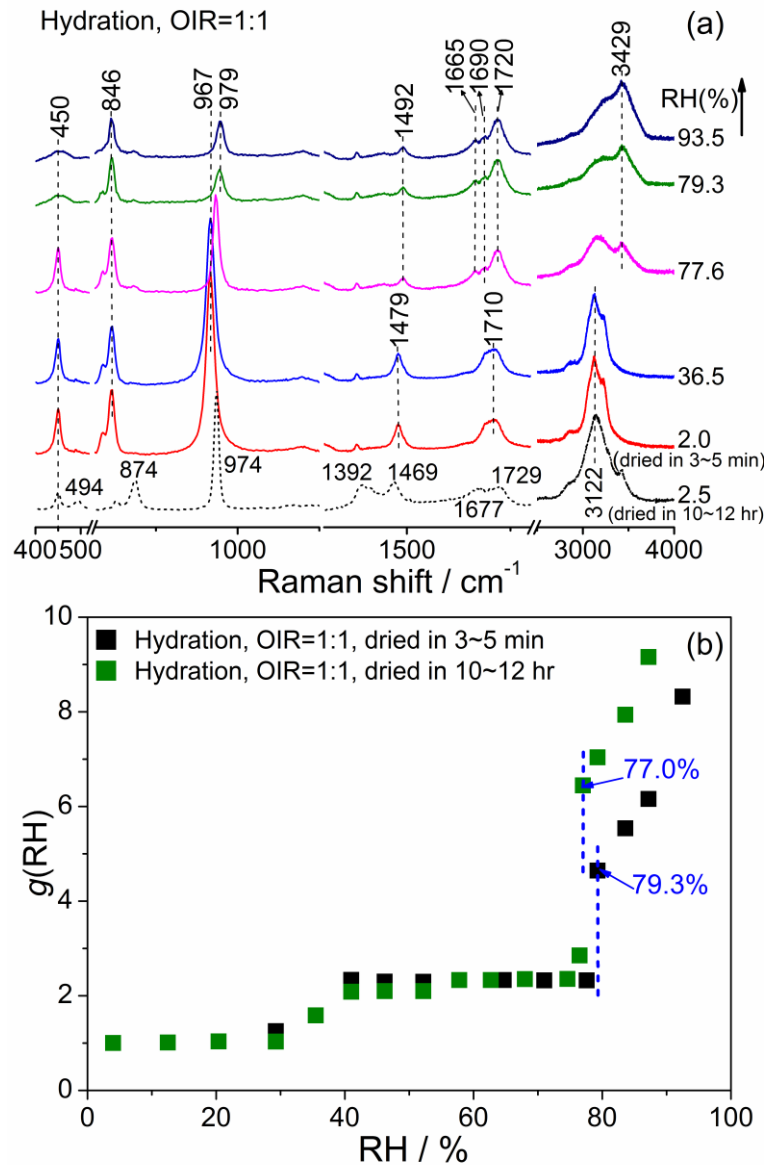 Hydration, OIR=1:1
(a)
450
846
967
979
1492
1665
1690
1720
3429
RH(%)
93.5
79.3
77.6
1479
1710
36.5
2.0
(dried in 3~5 min)
494
874
974
1392
1469
1677
1729
3122
2.5
(dried in 10~12 hr)
400 500 1000 1500 3000 4000
Raman shift / cm-1
(b)
Hydration, OIR=1:1, dried in 3~5 min
Hydration, OIR=1:1, dried in 10~12 hr
77.0%
79.3%
10
8
6
4
2
0
g(RH)
0 20 40 60 80 100
RH / %